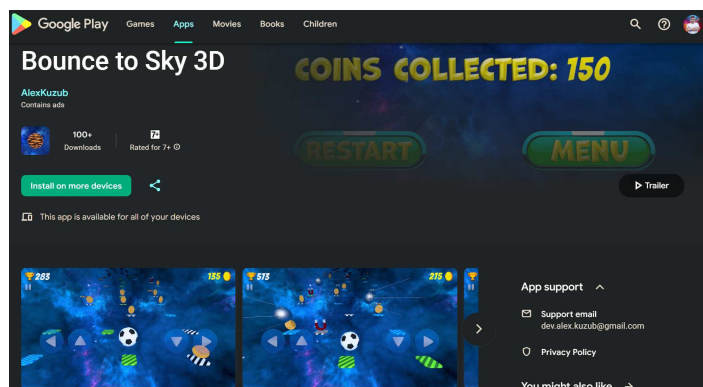 Google Play Games Apps Movies Books Children
Bounce to Sky 3D
COINS COLLECTED: 150
AlexKuzub
Contains ads
100+
Downloads
7+
Rated for 7+
RESTART
MENU
Install on more devices
Trailer
This app is available for all of your devices
283
135
513
275
App support
Support email
dev.alex.kuzub@gmail.com
Privacy Policy
You might also like